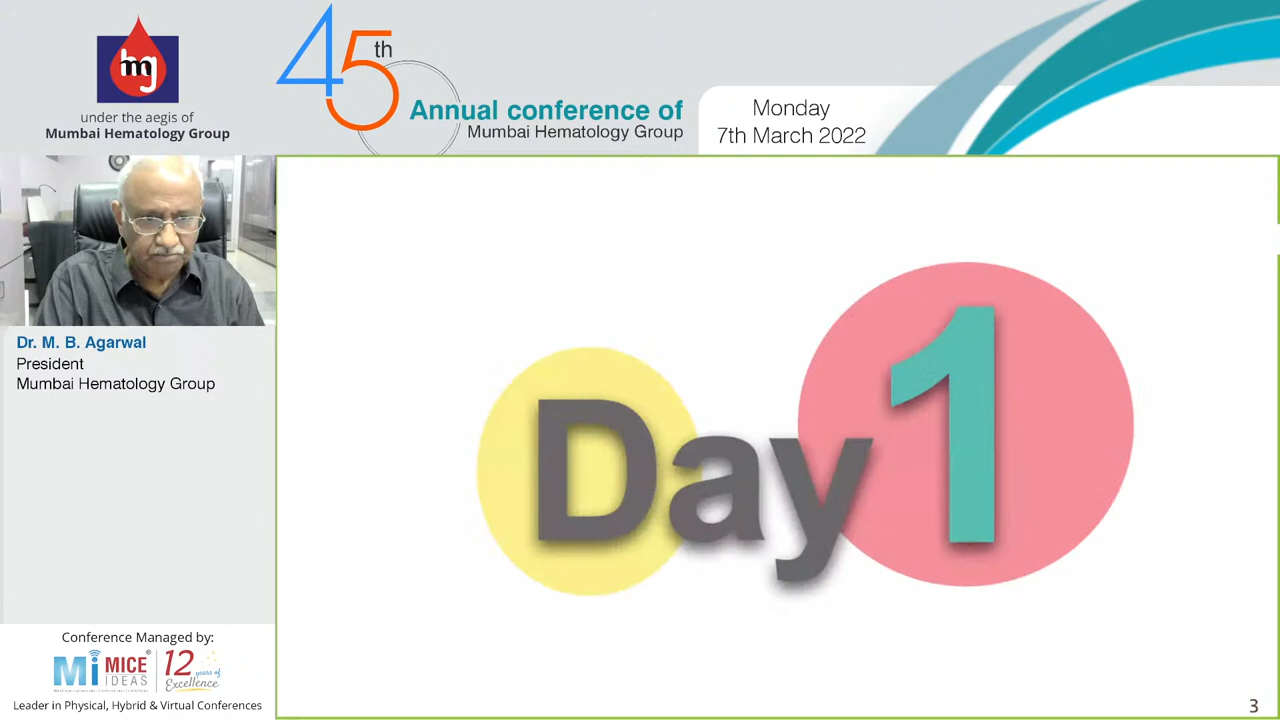 hg
under the aegis of
Mumbai Hematology Group
45th
Annual conference of
Mumbai Hematology Group
Monday
7th March 2022
Dr. M. B. Agarwal
President
Mumbai Hematology Group
Day 1
Conference Managed by:
Mi MICE IDEAS
12 years of Excellence
Leader in Physical, Hybrid & Virtual Conferences
3